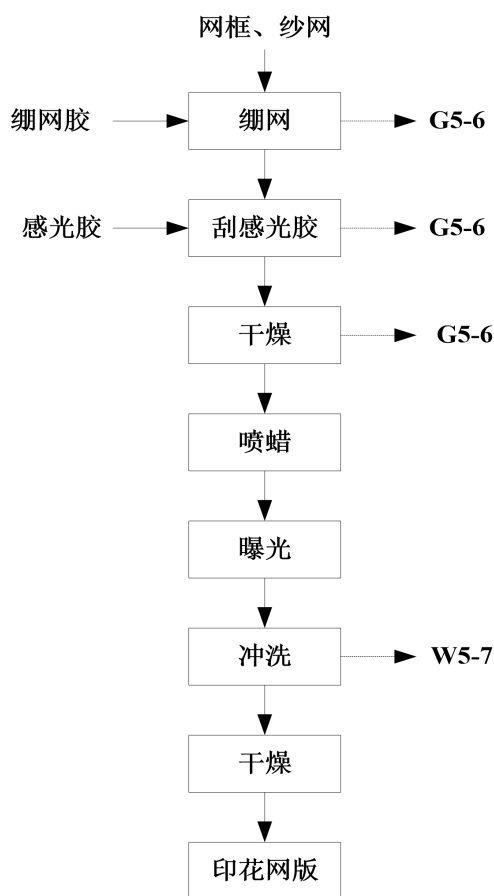 网框、纱网
绷网胶
绷网
G5-6
感光胶
刮感光胶
G5-6
干燥
G5-6
喷蜡
曝光
冲洗
W5-7
干燥
印花网版